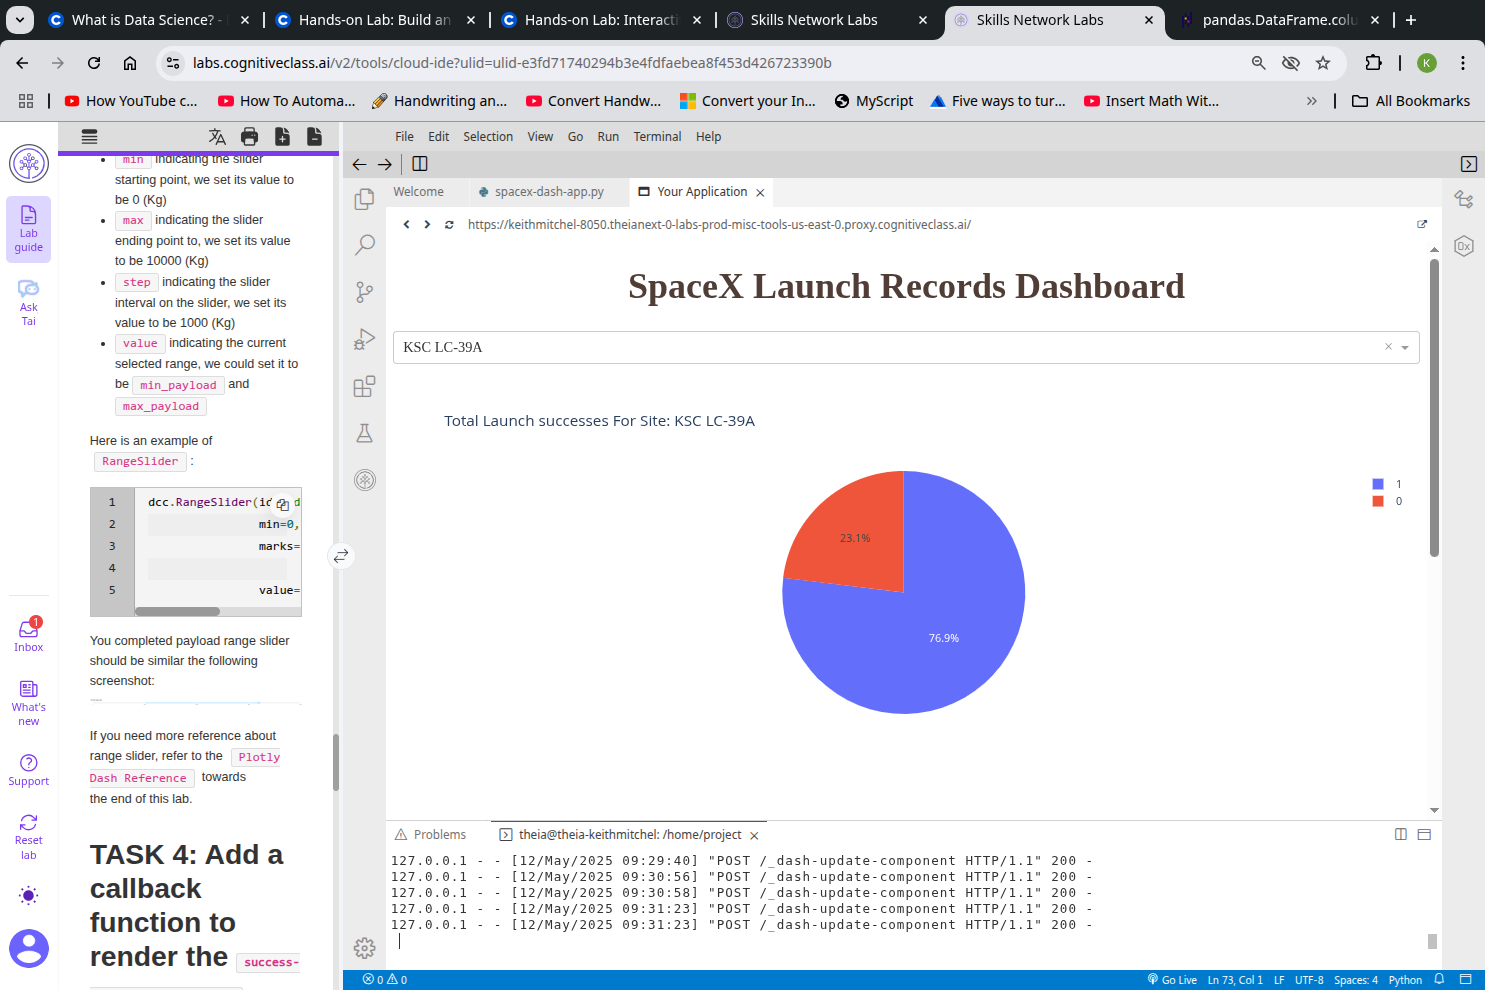 What is Data Science? -
Hands-on Lab: Build an
Hands-on Lab: Interacti
Skills Network Labs
Skills Network Labs
pandas.DataFrame.colu
labs.cognitiveclass.ai/v2/tools/cloud-ide?ulid=ulid-e3fd71740294b3e4fdfaebea8f453d426723390b
K
How YouTube c...
How To Automa...
Handwriting an...
Convert Handw...
Convert your In...
MyScript
Five ways to tur...
Insert Math Wit...
All Bookmarks
Lab
guide
Ask
Tai
1
Inbox
What's
new
Support
Reset
lab
min indicating the slider
starting point, we set its value to
be 0 (Kg)
max indicating the slider
ending point to, we set its value
to be 10000 (Kg)
step indicating the slider
interval on the slider, we set its
value to be 1000 (Kg)
value indicating the current
selected range, we could set it to
be min_payload and
max_payload
Here is an example of
RangeSlider :
1 dcc.RangeSlider(id d
2 min=0,
3 marks=
4
5 value=
You completed payload range slider
should be similar the following
screenshot:
If you need more reference about
range slider, refer to the Plotly
Dash Reference towards
the end of this lab.
TASK 4: Add a
callback
function to
render the success-
File Edit Selection View Go Run Terminal Help
Welcome
spacex-dash-app.py
Your Application
https://keithmitchel-8050.theianext-0-labs-prod-misc-tools-us-east-0.proxy.cognitiveclass.ai/
0x
SpaceX Launch Records Dashboard
KSC LC-39A
Total Launch successes For Site: KSC LC-39A
1
0
23.1%
76.9%
Problems
theia@theia-keithmitchel: /home/project
127.0.0.1 - - [12/May/2025 09:29:40] "POST /_dash-update-component HTTP/1.1" 200 -
127.0.0.1 - - [12/May/2025 09:30:56] "POST /_dash-update-component HTTP/1.1" 200 -
127.0.0.1 - - [12/May/2025 09:30:58] "POST /_dash-update-component HTTP/1.1" 200 -
127.0.0.1 - - [12/May/2025 09:31:23] "POST /_dash-update-component HTTP/1.1" 200 -
127.0.0.1 - - [12/May/2025 09:31:23] "POST /_dash-update-component HTTP/1.1" 200 -
0 0
Go Live Ln 73, Col 1 LF UTF-8 Spaces: 4 Python